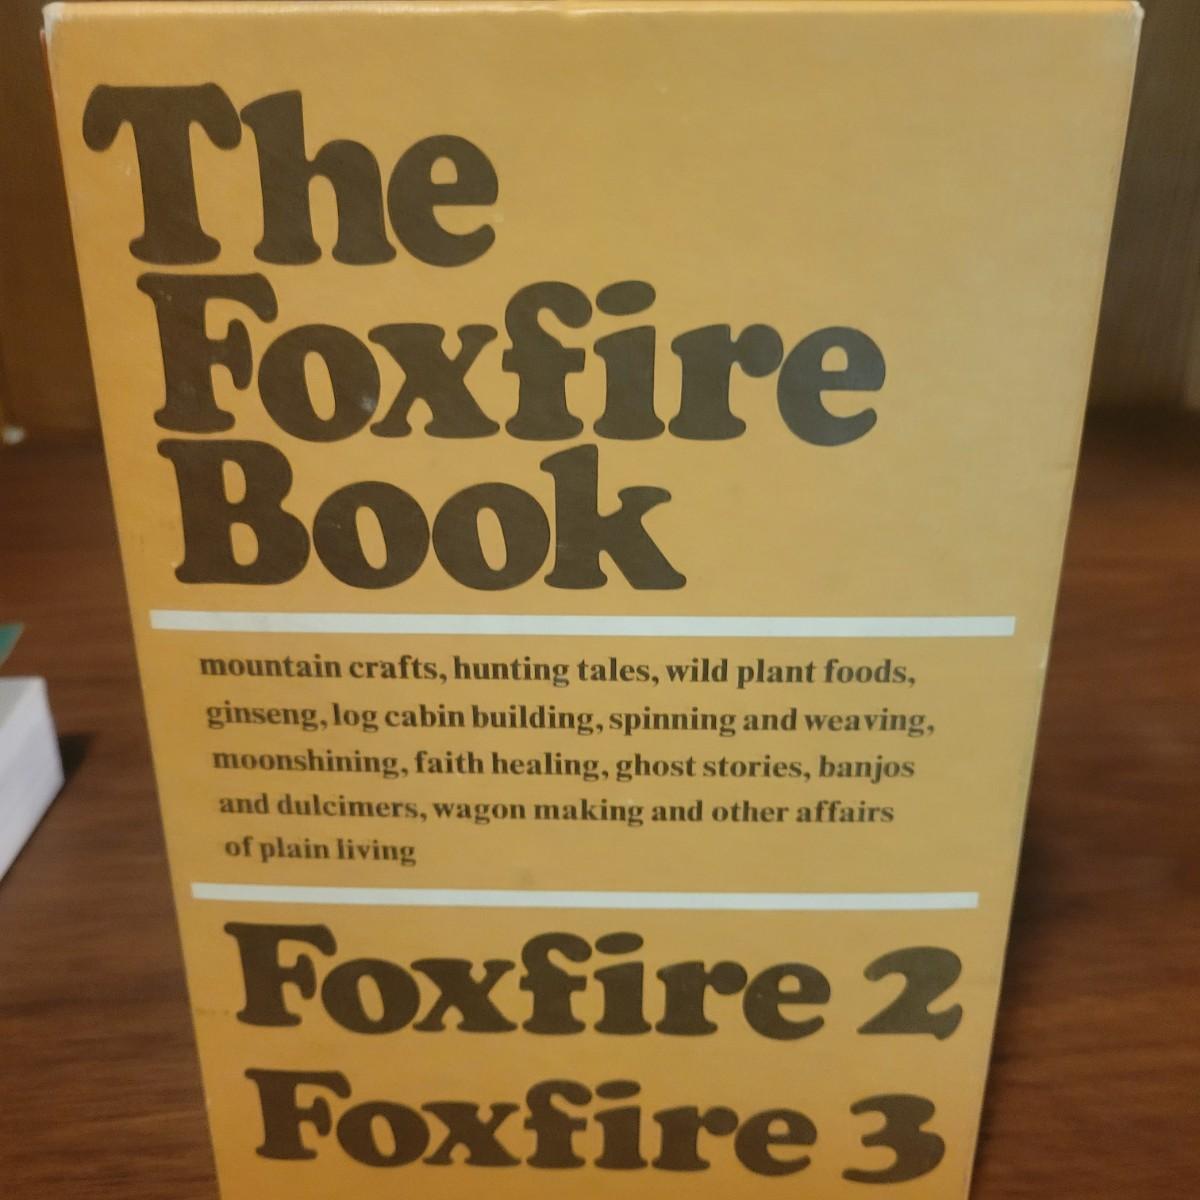 The
Foxfire
Book
mountain crafts, hunting tales, wild plant foods,
ginseng, log cabin building, spinning and weaving,
moonshining, faith healing, ghost stories, banjos
and dulcimers, wagon making and other affairs
of plain living
Foxfire 2
Foxfire 3